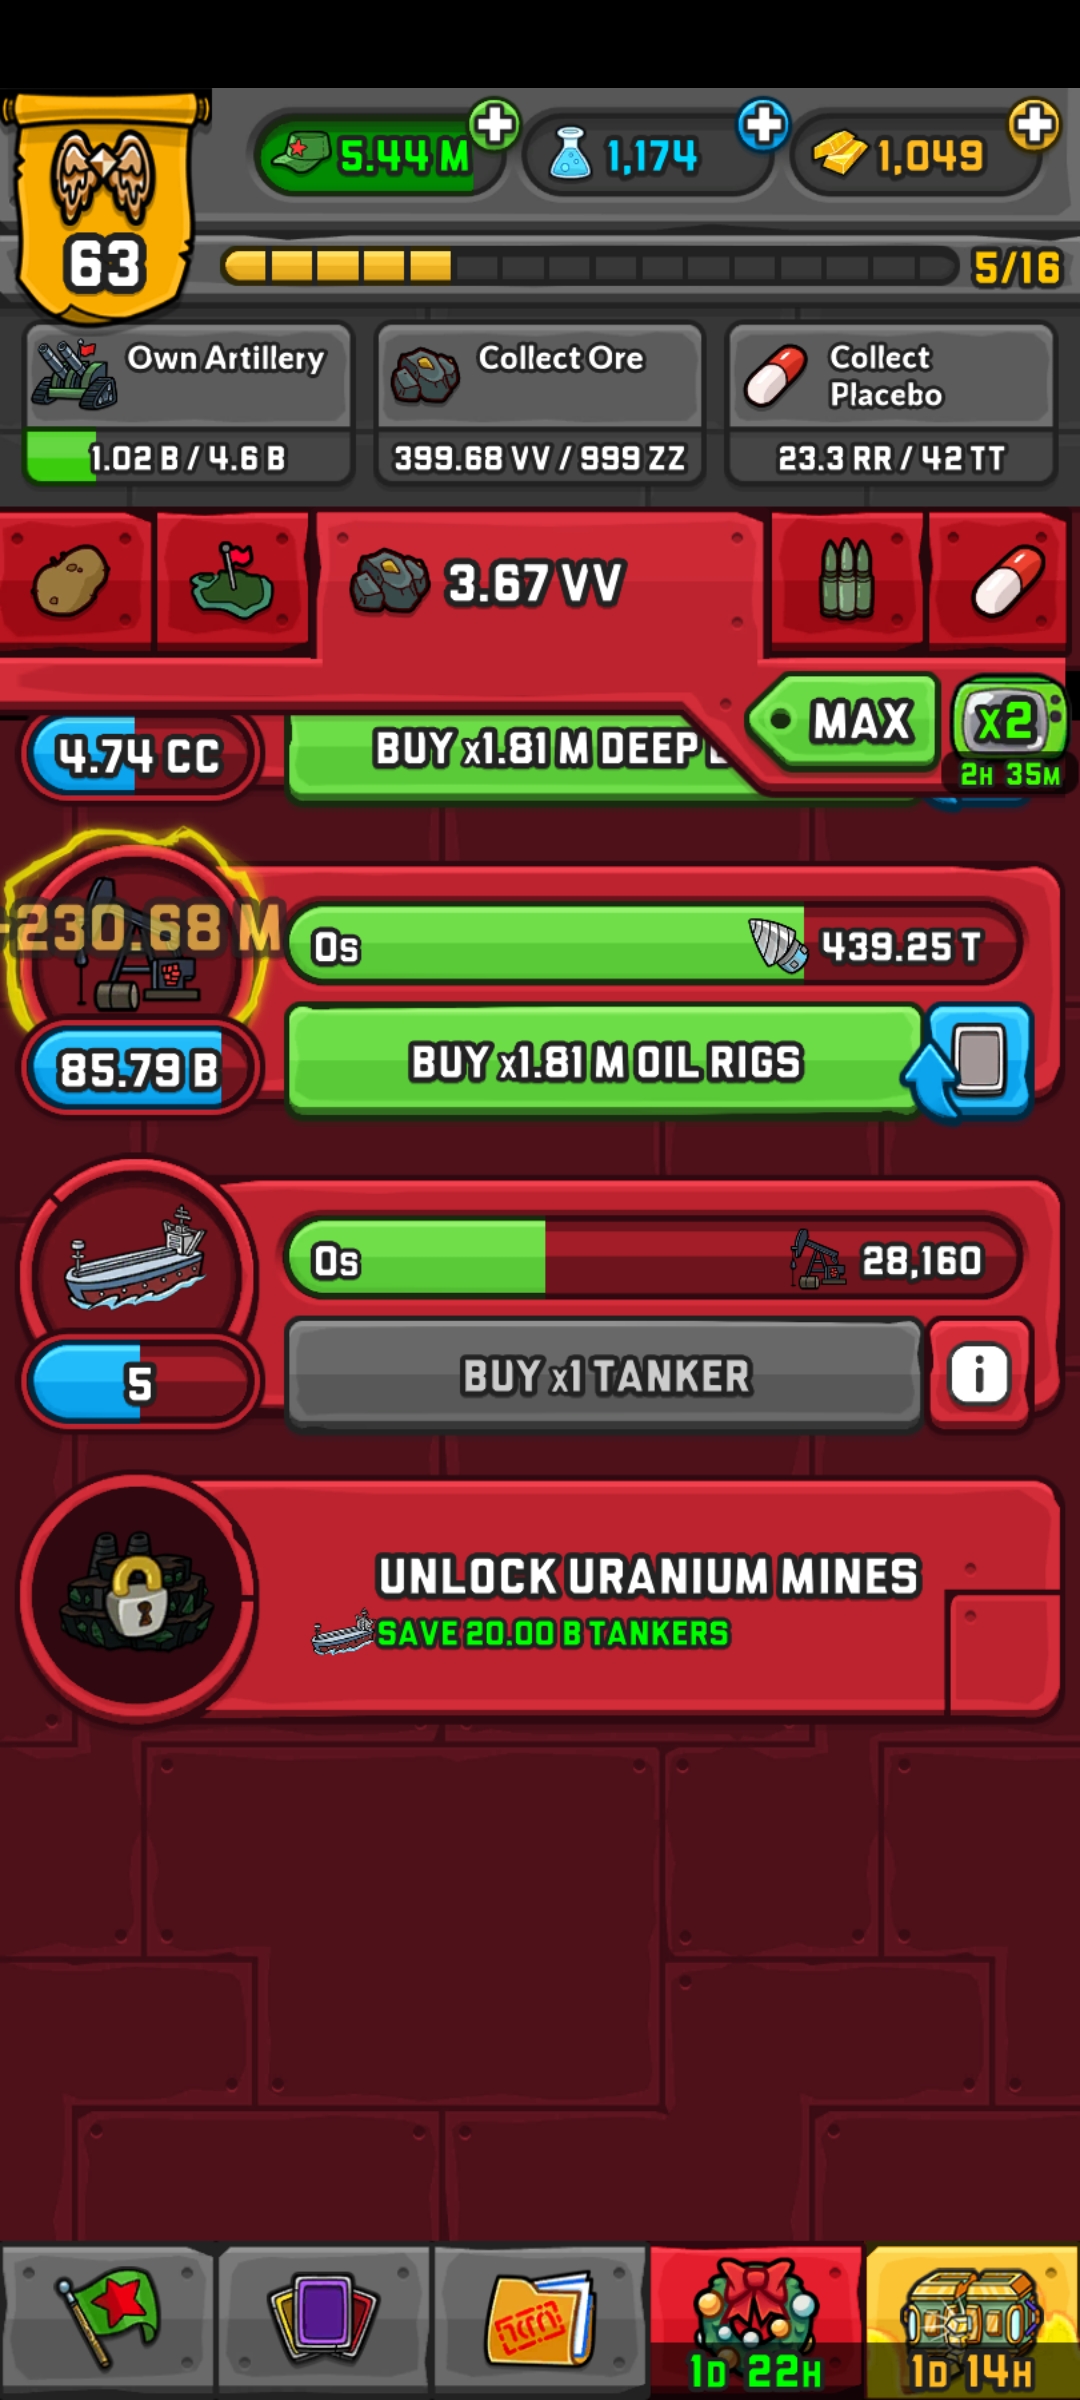 5.44 M
1,174
1,049
63
5/16
Own Artillery
1.02 B / 4.6 B
Collect Ore
399.68 VV / 999 ZZ
Collect
Placebo
23.3 RR / 42 TT
3.67 VV
MAX
x2
2H 35M
4.74 CC
BUY x1.81 M DEEP
230.68 M
0s
439.25 T
85.79 B
BUY x1.81 M OIL RIGS
0s
28,160
5
BUY x1 TANKER
i
UNLOCK URANIUM MINES
SAVE 20.00 B TANKERS
1D 22H
1D 14H